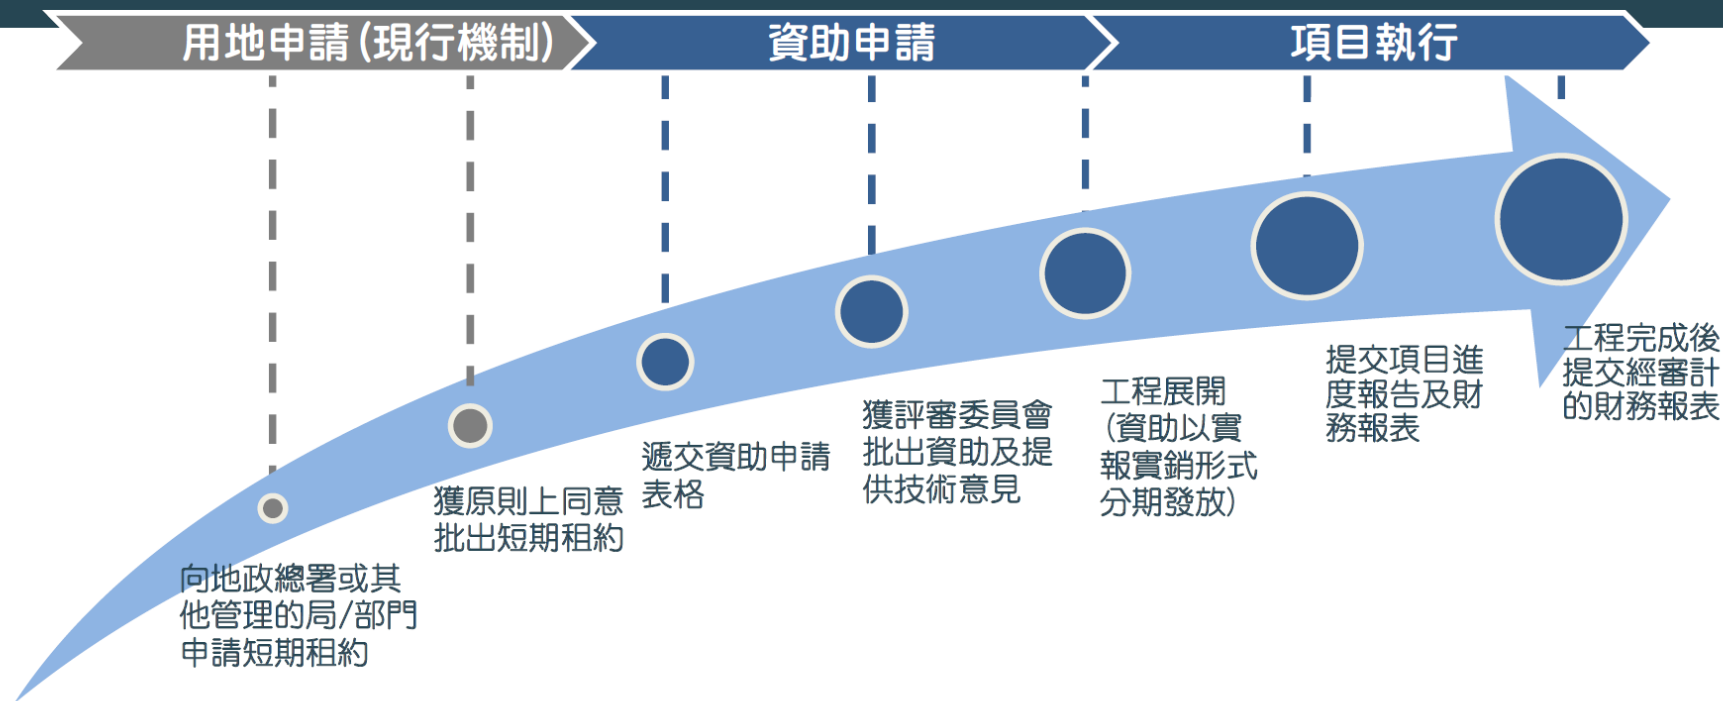 用地申請(現行機制)
資助申請
項目執行
向地政總署或其
他管理的局/部門
申請短期租約
獲原則上同意
批出短期租約
遞交資助申請
表格
獲評審委員會
批出資助及提
供技術意見
工程展開
(資助以實
報實銷形式
分期發放)
提交項目進
度報告及財
務報表
工程完成後
提交經審計
的財務報表